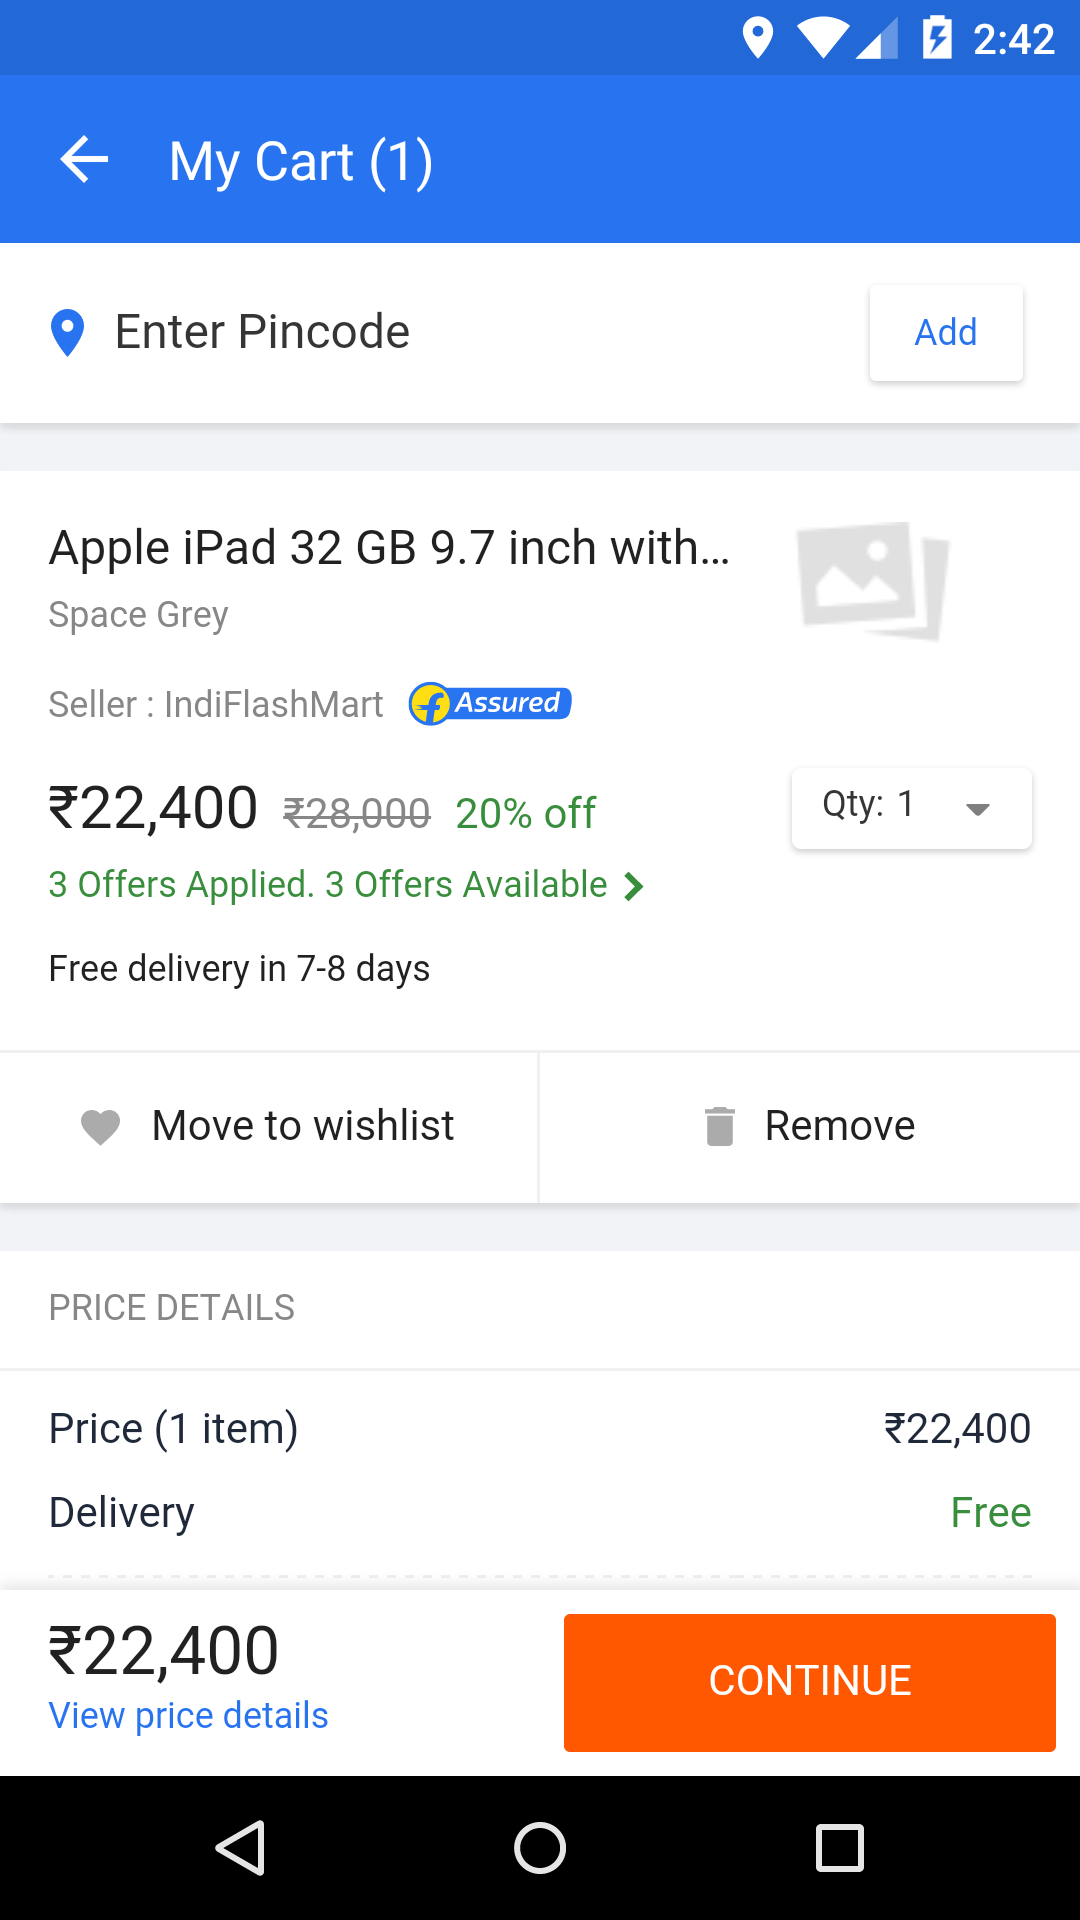 2:42
My Cart (1)
Enter Pincode
Add
Apple iPad 32 GB 9.7 inch with...
Space Grey
Seller : IndiFlashMart
f Assured
₹22,400 ₹28,000 20% off
Qty: 1
3 Offers Applied. 3 Offers Available
Free delivery in 7-8 days
Move to wishlist
Remove
PRICE DETAILS
Price (1 item) ₹22,400
Delivery Free
₹22,400
View price details
CONTINUE